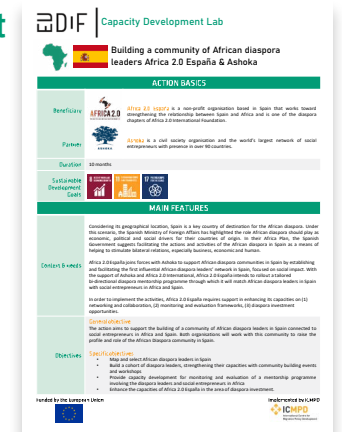 EDIF
Capacity Development Lab
Building a community of African diaspora
leaders Africa 2.0 España & Ashoka
ACTION BASICS
Beneficiary
AFRICA 2.0
Africa 2.0 España is a non-profit organisation based in Spain that works toward
strengthening the relationship between Spain and Africa and is one of the diaspora
chapters of Africa 2.0 International Foundation.
Partner
Ashoka is a civil society organisation and the world's largest network of social
entrepreneurs with presence in over 90 countries.
Duration
10 months
Sustainable
Development
Goals
8
10
17
MAIN FEATURES
Context & needs
Considering its geographical location, Spain is a key country of destination for the African diaspora. Under
this scenario, the Spanish Ministry of Foreign Affairs has highlighted the role African diaspora should play as
economic, political and social drivers for their countries of origin. In their Africa Plan, the Spanish
Government suggests facilitating the actions and activities of the African diaspora in Spain as a means of
helping to stimulate bilateral relations, especially business, economic and human.
Africa 2.0 España joins forces with Ashoka to support African diaspora communities in Spain by establishing
and facilitating the first influential African diaspora leaders' network in Spain, focused on social impact. With
the support of Ashoka and Africa 2.0 International, Africa 2.0 España intends to rollout a tailored
bi-directional diaspora mentorship programme through which it will match African diaspora leaders in Spain
with social entrepreneurs in Africa and Spain.
In order to implement the activities, Africa 2.0 España requires support in enhancing its capacities on (1)
networking and collaboration, (2) monitoring and evaluation frameworks, (3) diaspora investment
opportunities.
Objectives
Central objective
The action aims to support the building of a community of African diaspora leaders in Spain connected to
social entrepreneurs in Africa and Spain. Both organisations will work with this community to raise the
profile and role of the African Diaspora community in Spain.
Specific objectives
• Map and select African diaspora leaders in Spain
• Build a cohort of diaspora leaders, strengthening their capacities with community building events
and workshops
• Provide capacity development for monitoring and evaluation of a mentorship programme
involving the diaspora leaders and social entrepreneurs in Africa
• Enhance the capacities of Africa 2.0 España in the area of diaspora investment.
Funded by the European Union
Implemented by ICMPD
ICMPD